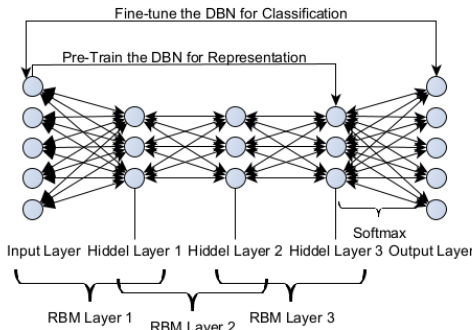 Fine-tune the DBN for Classification
Pre-Train the DBN for Representation
Softmax
Input Layer Hiddel Layer 1 Hiddel Layer 2 Hiddel Layer 3 Output Layer
RBM Layer 1
RBM Layer 2
RBM Layer 3